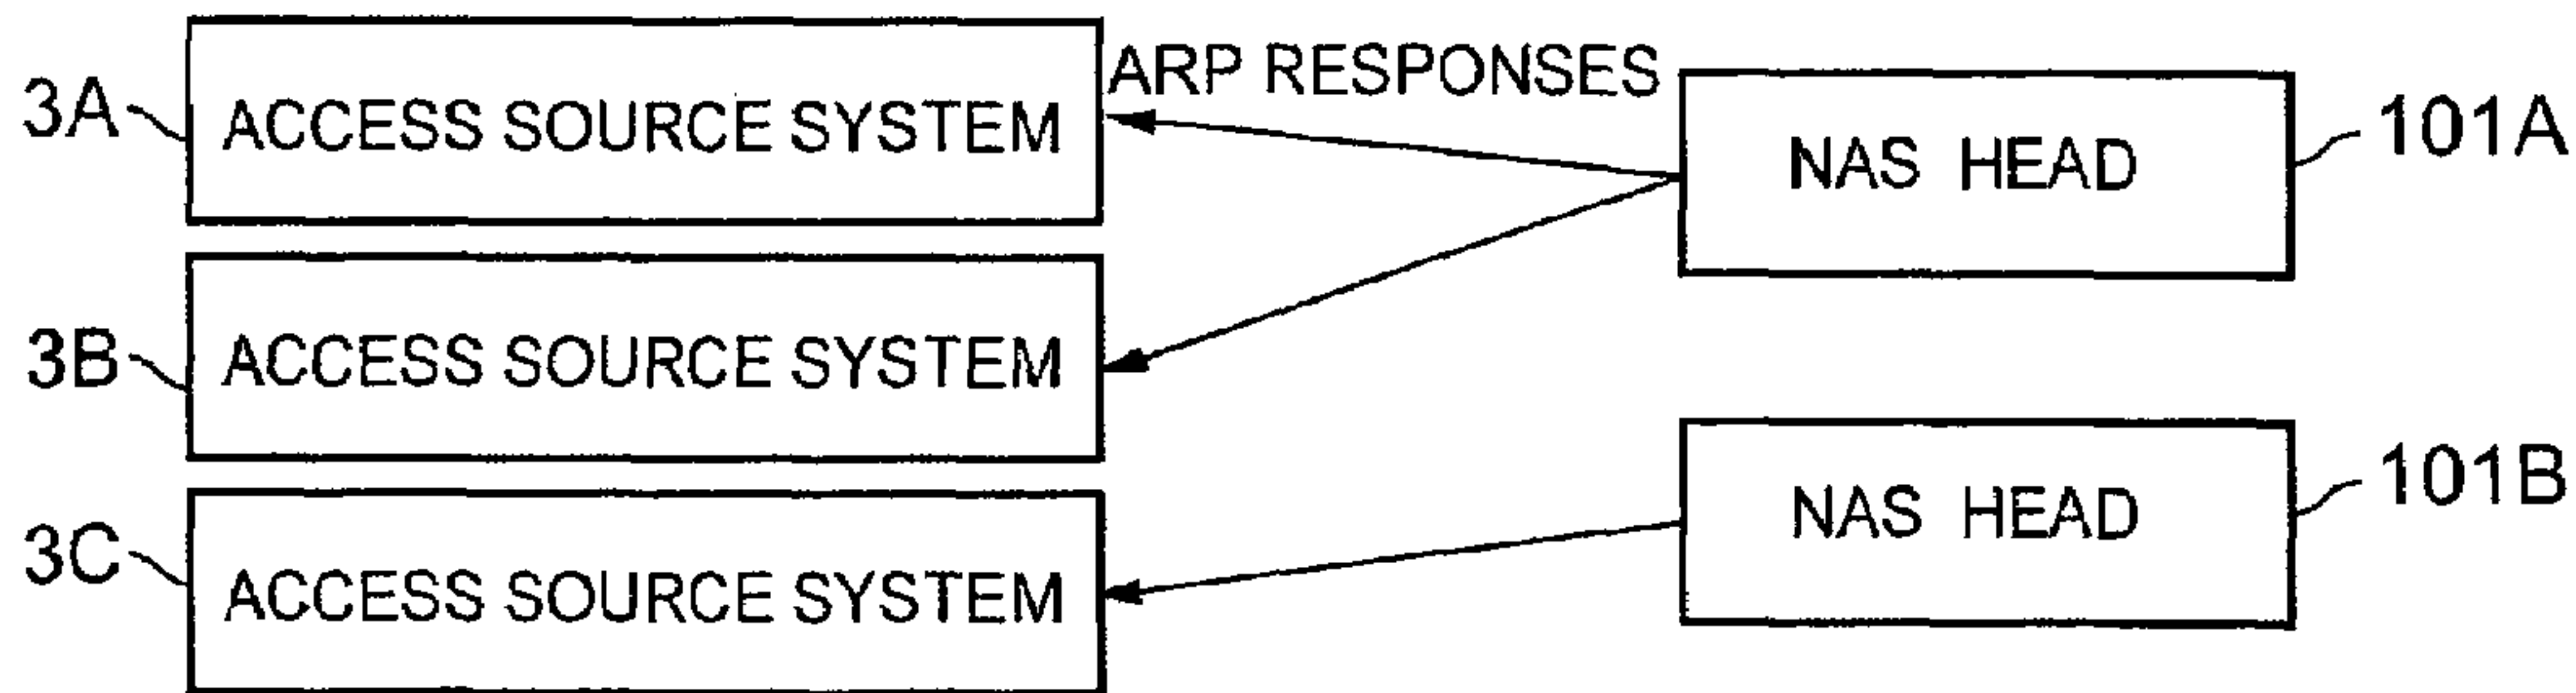 3A
ACCESS SOURCE SYSTEM
ARP RESPONSES
NAS HEAD
101A
3B
ACCESS SOURCE SYSTEM
3C
ACCESS SOURCE SYSTEM
NAS HEAD
101B